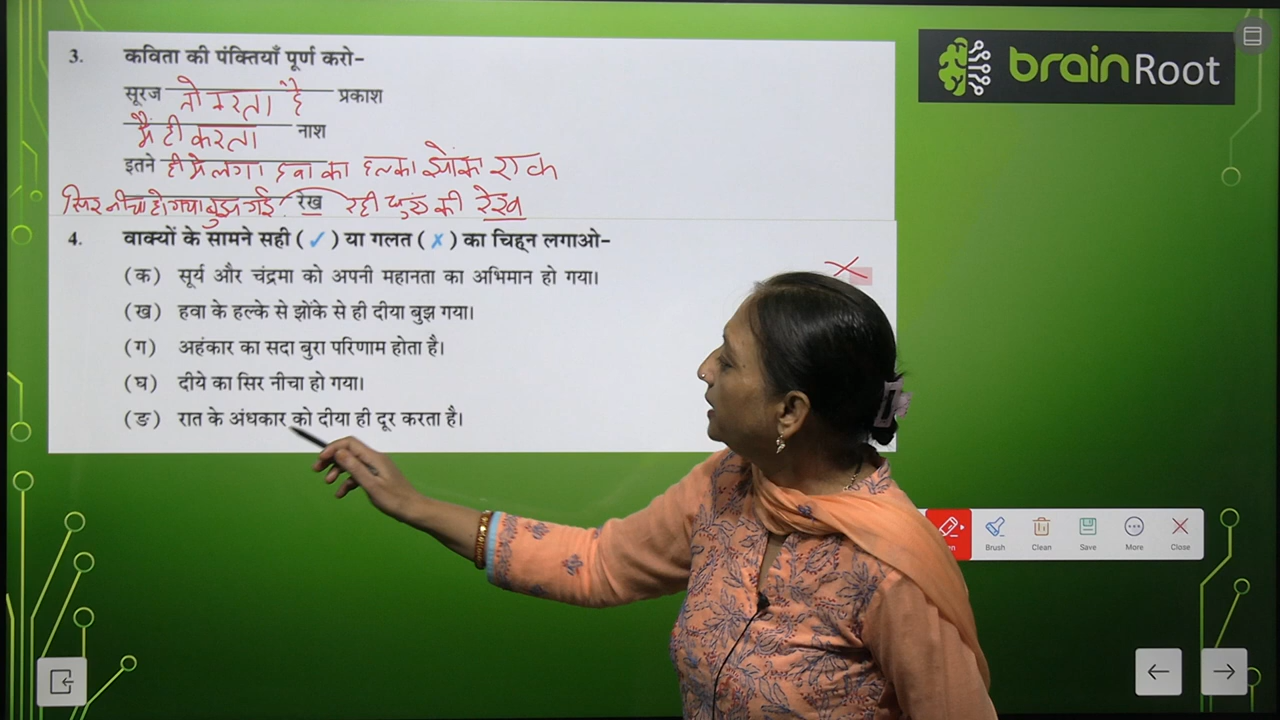 brainRoot
3. कविता की पंक्तियाँ पूर्ण करो-
सूरज तो करता है प्रकाश
मैं ही करता नाश
इतने ही में लगा हवा का हल्का झोंक एक
सिर नीचा हो गया बुझ गई रेख रही धुएं की रेख
4. वाक्यों के सामने सही (✓) या गलत (✗) का चिह्न लगाओ-
(क) सूर्य और चंद्रमा को अपनी महानता का अभिमान हो गया। ✗
(ख) हवा के हल्के से झोंके से ही दीया बुझ गया।
(ग) अहंकार का सदा बुरा परिणाम होता है।
(घ) दीये का सिर नीचा हो गया।
(ङ) रात के अंधकार को दीया ही दूर करता है।
Brush Clean Save More Close